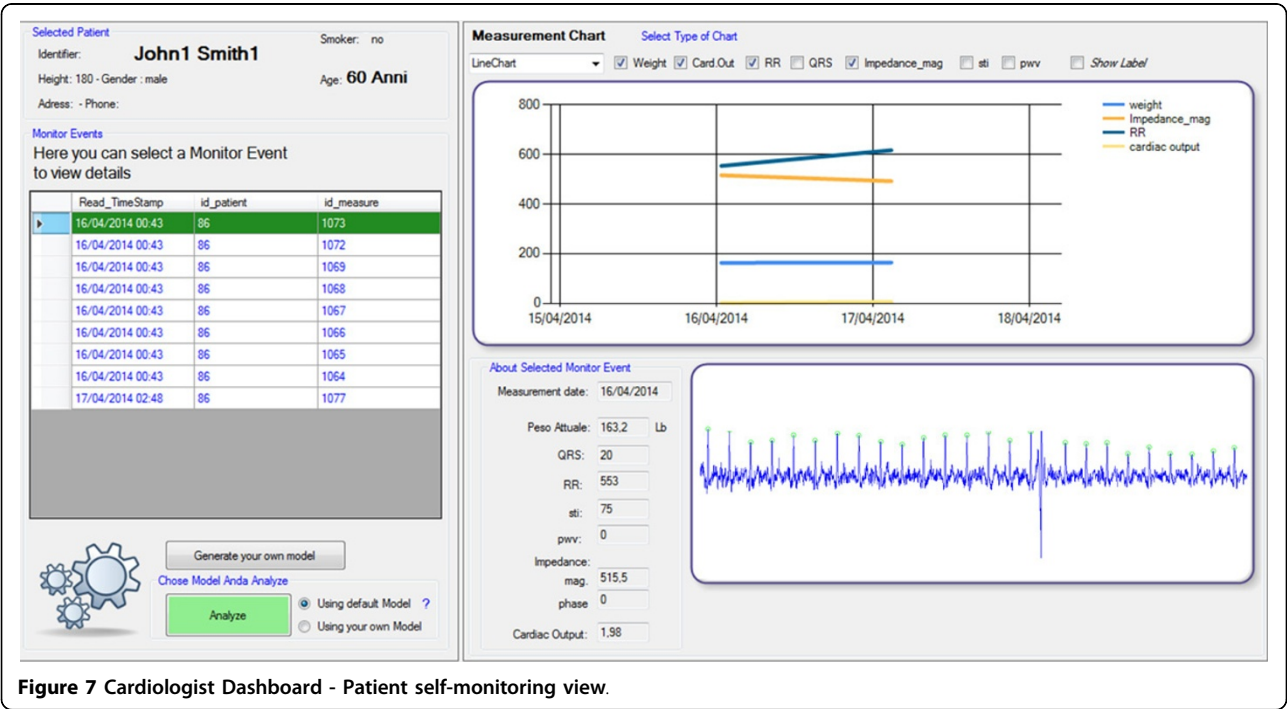 Selected Patient
Identifier: John1 Smith1
Smoker: no
Height: 180 - Gender : male
Age: 60 Anni
Adress: - Phone:
Monitor Events
Here you can select a Monitor Event
to view details
Read_TimeStamp id_patient id_measure
16/04/2014 00:43 86 1073
16/04/2014 00:43 86 1072
16/04/2014 00:43 86 1069
16/04/2014 00:43 86 1068
16/04/2014 00:43 86 1067
16/04/2014 00:43 86 1066
16/04/2014 00:43 86 1065
16/04/2014 00:43 86 1064
17/04/2014 02:48 86 1077
Generate your own model
Chose Model Anda Analyze
Analyze
Using default Model ?
Using your own Model
Measurement Chart Select Type of Chart
LineChart Weight Card.Out RR QRS Impedance_mag sti pwv Show Label
800
600
400
200
0
15/04/2014 16/04/2014 17/04/2014 18/04/2014
weight
Impedance_mag
RR
cardiac output
About Selected Monitor Event
Measurement date: 16/04/2014
Peso Attuale: 163,2 Lb
QRS: 20
RR: 553
sti: 75
pwv: 0
Impedance:
mag. 515,5
phase 0
Cardiac Output: 1,98
Figure 7 Cardiologist Dashboard - Patient self-monitoring view.